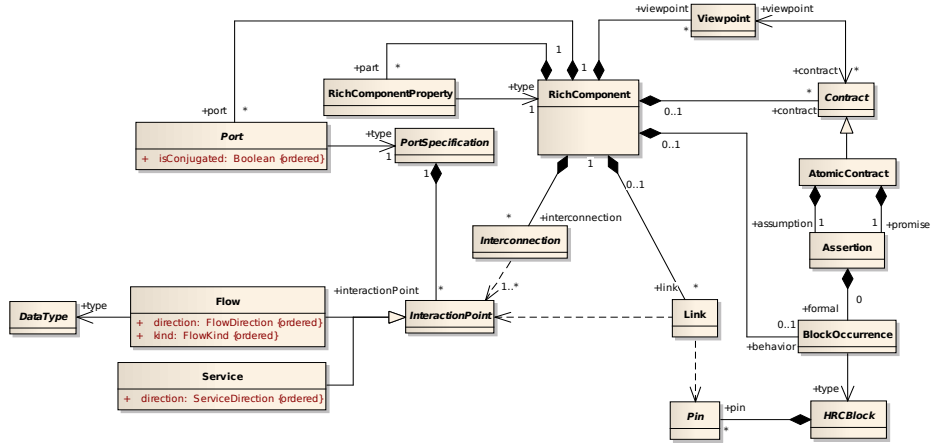 +viewpoint
Viewpoint
+viewpoint
*
1
+part
*
1
+contract
*
RichComponentProperty
+type
1
RichComponent
*
0..1
+contract
Contract
+port
*
Port
+ isConjugated: Boolean {ordered}
+type
1
PortSpecification
0..1
1
1
0..1
AtomicContract
*
+interconnection
+assumption
1
1
+promise
Interconnection
Assertion
+interactionPoint
*
1..*
+link
*
0
+formal
DataType
+type
Flow
+ direction: FlowDirection {ordered}
+ kind: FlowKind {ordered}
InteractionPoint
Link
0..1
+behavior
BlockOccurrence
Service
+ direction: ServiceDirection {ordered}
+type
Pin
+pin
*
HRCBlock